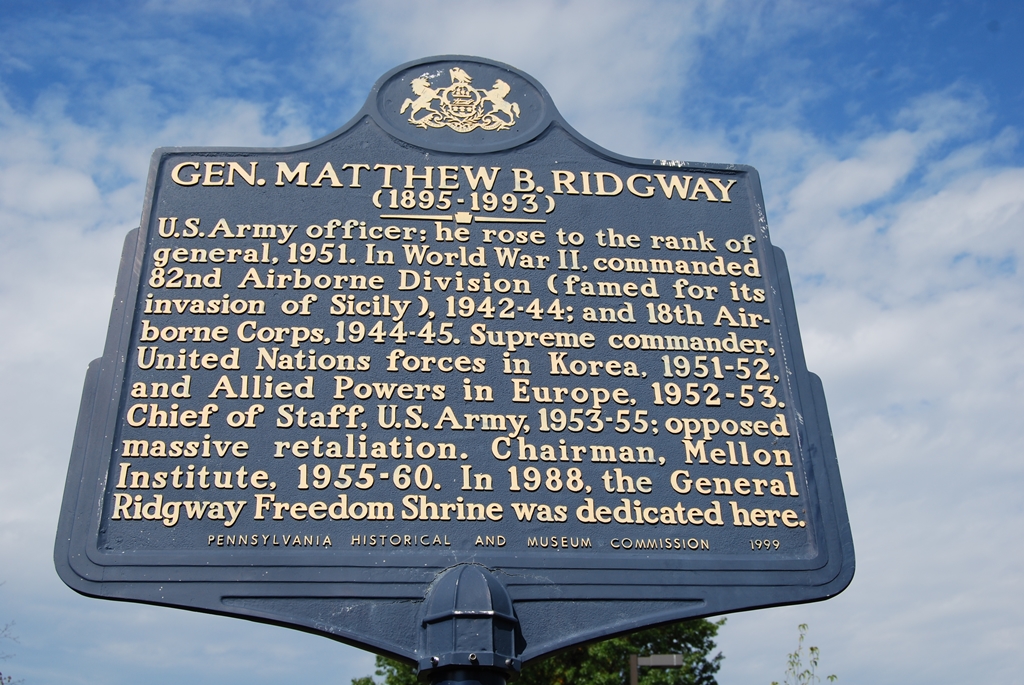 GEN. MATTHEW B. RIDGWAY
(1895-1993)
U.S. Army officer; he rose to the rank of
general, 1951. In World War II, commanded
82nd Airborne Division (famed for its
invasion of Sicily), 1942-44; and 18th Air-
borne Corps, 1944-45. Supreme commander,
United Nations forces in Korea, 1951-52,
and Allied Powers in Europe, 1952-53.
Chief of Staff, U.S. Army, 1953-55; opposed
massive retaliation. Chairman, Mellon
Institute, 1955-60. In 1988, the General
Ridgway Freedom Shrine was dedicated here.
PENNSYLVANIA HISTORICAL AND MUSEUM COMMISSION 1999